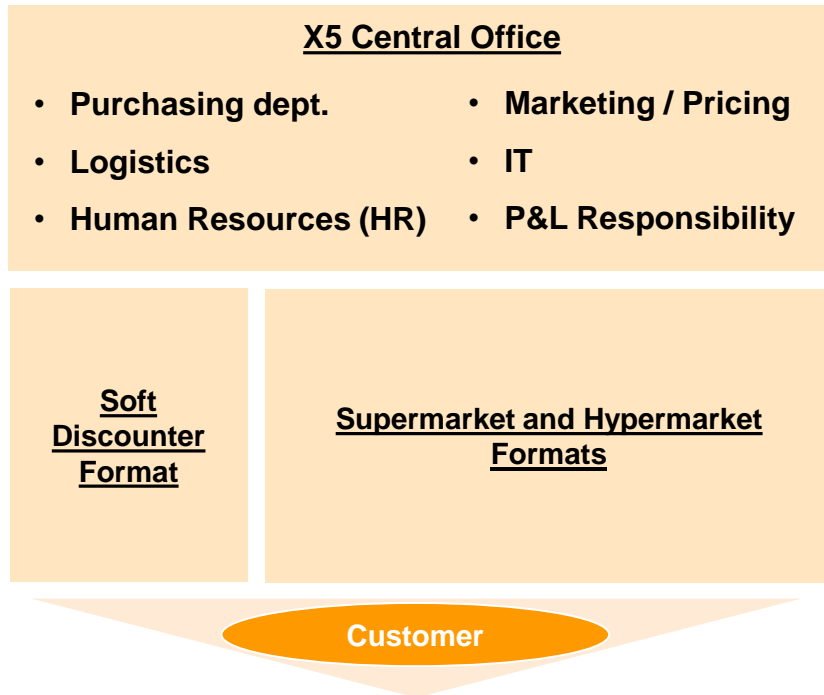 X5 Central Office
• Purchasing dept.
• Logistics
• Human Resources (HR)
• Marketing / Pricing
• IT
• P&L Responsibility
Soft
Discounter
Format
Supermarket and Hypermarket
Formats
Customer